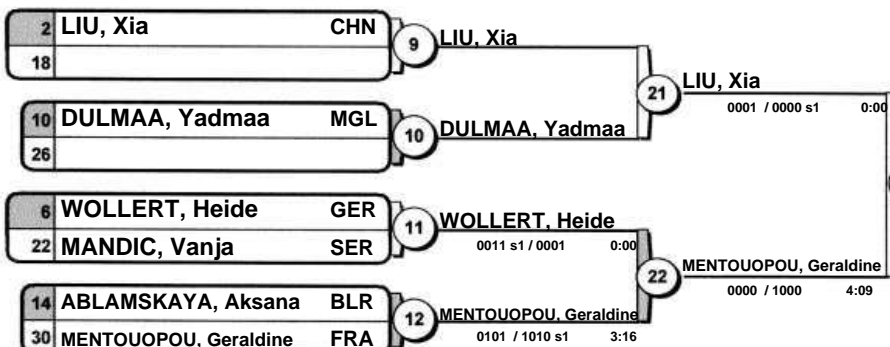 2 LIU, Xia CHN
18
9
LIU, Xia
10 DULMAA, Yadmaa MGL
26
10
DULMAA, Yadmaa
21
LIU, Xia
0001 / 0000 s1 0:00
6 WOLLERT, Heide GER
22 MANDIC, Vanja SER
11
WOLLERT, Heide
0011 s1 / 0001 0:00
14 ABLAMSKAYA, Aksana BLR
30 MENTOUOPOU, Geraldine FRA
12
MENTOUOPOU, Geraldine
0101 / 1010 s1 3:16
22
MENTOUOPOU, Geraldine
0000 / 1000 4:09